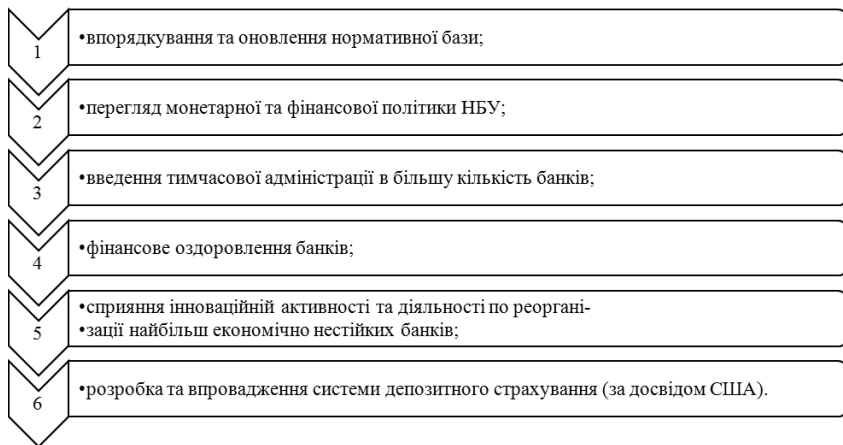 1
•впорядкування та оновлення нормативної бази;
2
•перегляд монетарної та фінансової політики НБУ;
3
•введення тимчасової адміністрації в більшу кількість банків;
4
•фінансове оздоровлення банків;
5
•сприяння інноваційній активності та діяльності по реоргані-
•зації найбільш економічно нестійких банків;
6
•розробка та впровадження системи депозитного страхування (за досвідом США).